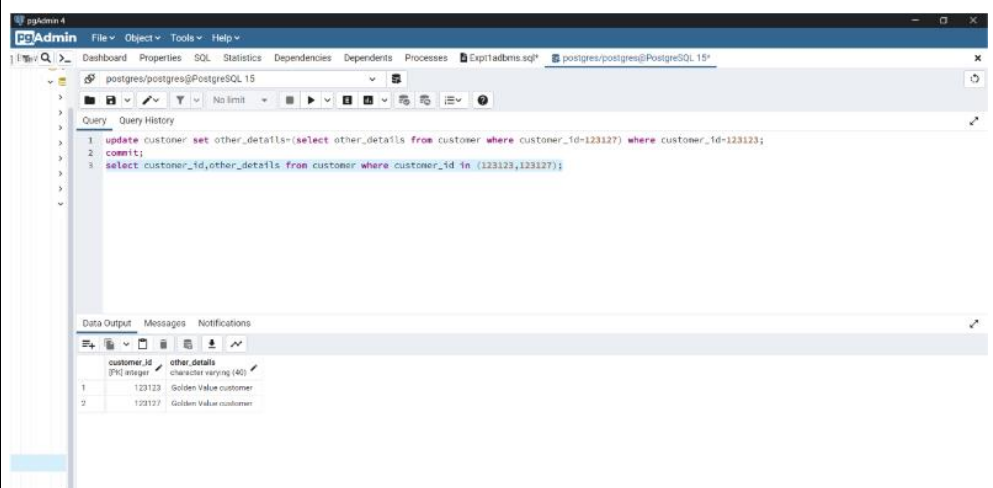 pgAdmin 4
PgAdmin File Object Tools Help
Dashboard Properties SQL Statistics Dependencies Dependents Processes Expt1adbms.sql* postgres/postgres@PostgreSQL 15*
postgres/postgres@PostgreSQL 15
No limit
Query Query History
1 update customer set other_details=(select other_details from customer where customer_id=123127) where customer_id=123123;
2 commit;
3 select customer_id,other_details from customer where customer_id in (123123,123127);
Data Output Messages Notifications
customer_id other_details
[PK] integer character varying (40)
1 123123 Golden Value customer
2 123127 Golden Value customer